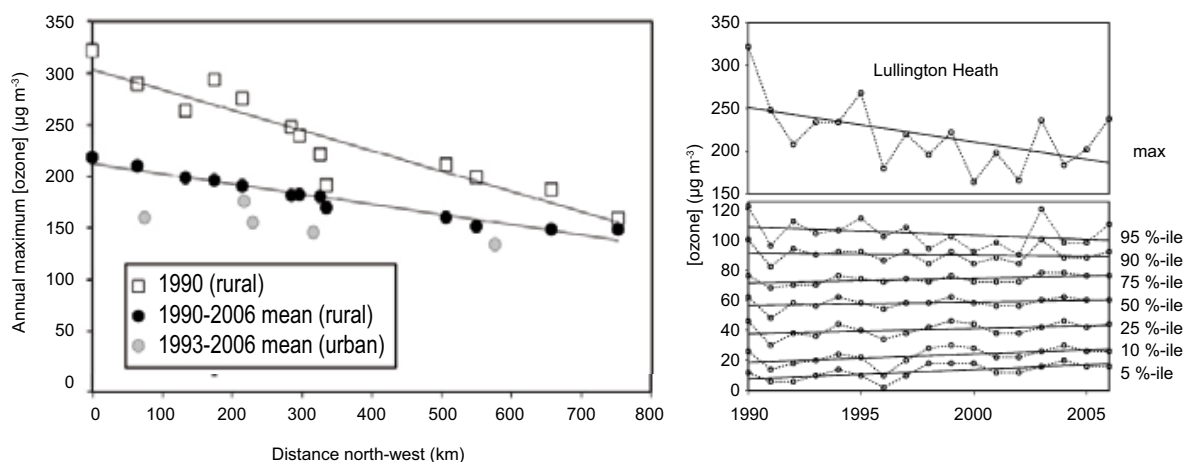 350
300
250
200
150
100
50
0
Annual maximum [ozone] (µg m-3)
1990 (rural)
1990-2006 mean (rural)
1993-2006 mean (urban)
0 100 200 300 400 500 600 700 800
Distance north-west (km)
350
300
250
200
150
Lullington Heath
max
[ozone] (µg m-3)
120
100
80
60
40
20
0
95 %-ile
90 %-ile
75 %-ile
50 %-ile
25 %-ile
10 %-ile
5 %-ile
1990 1995 2000 2005